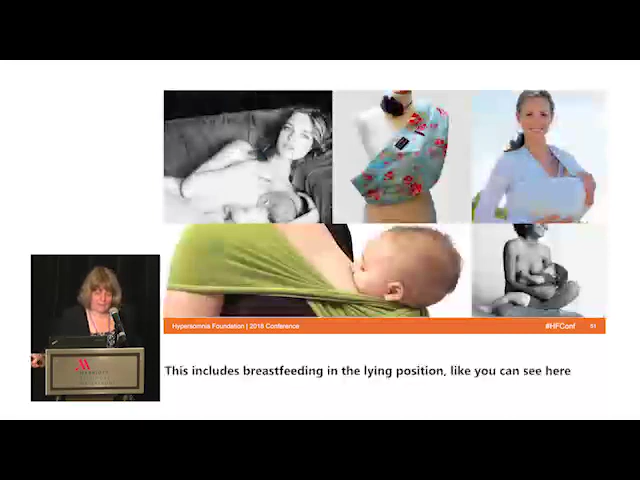 Hypersomnia Foundation | 2018 Conference
#HFConf
51
This includes breastfeeding in the lying position, like you can see here